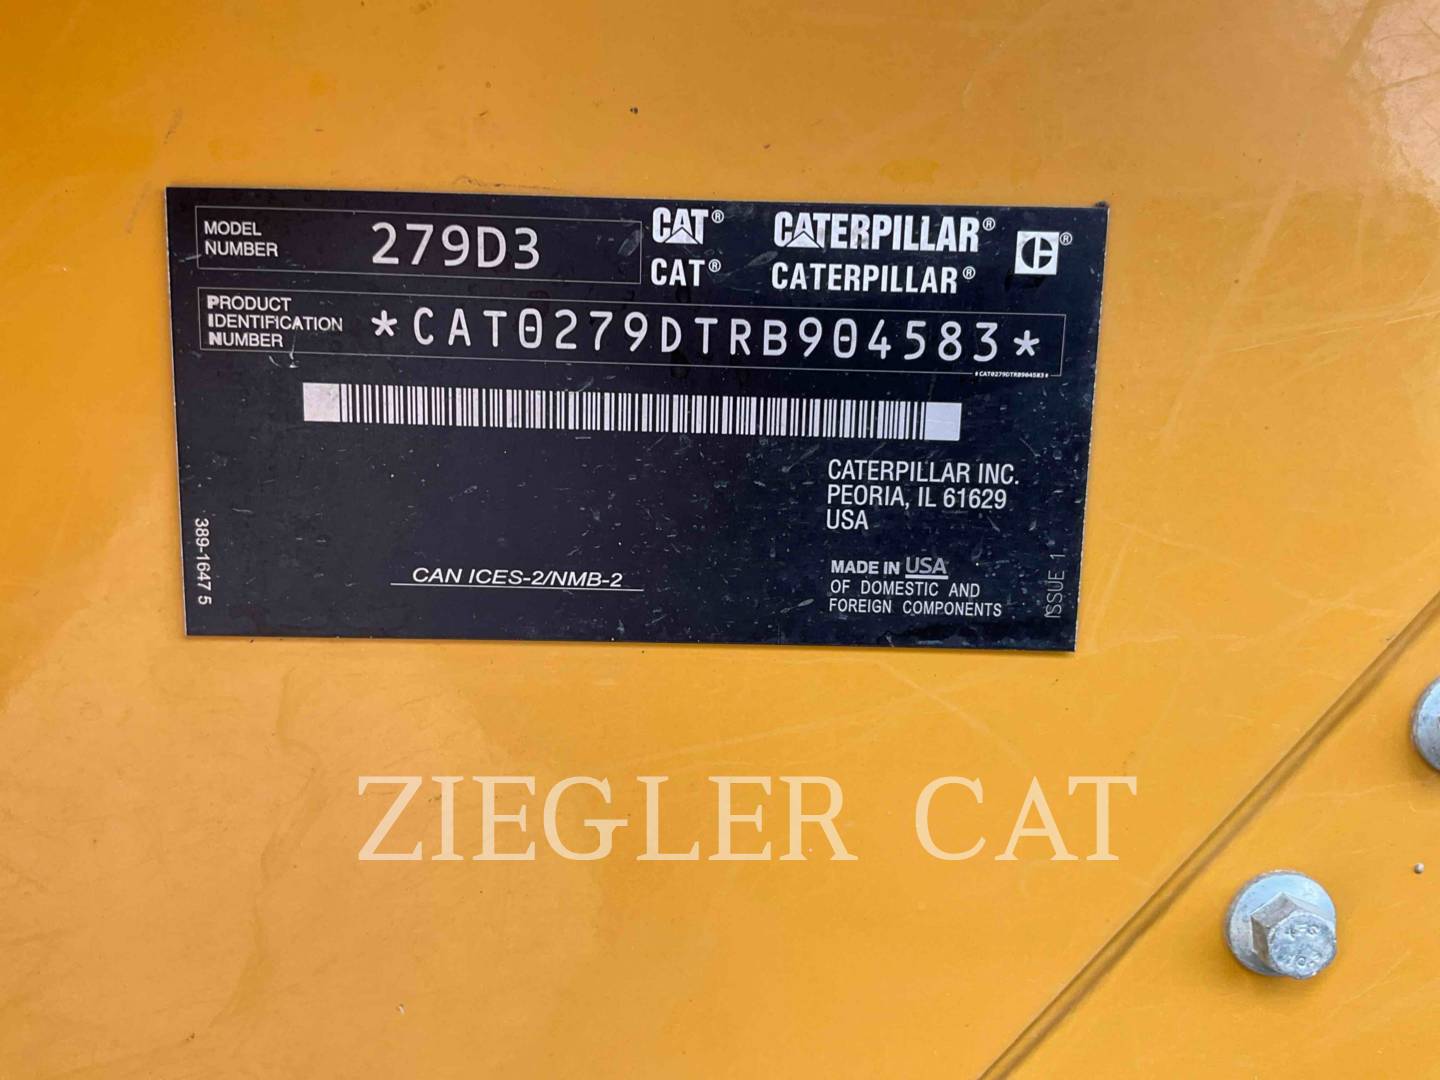 MODEL
NUMBER
279D3
CAT® CATERPILLAR® ®
CAT® CATERPILLAR®
PRODUCT
IDENTIFICATION
NUMBER
*CAT0279DTRB904583*
*CAT0279DTRB904583*
CATERPILLAR INC.
PEORIA, IL 61629
USA
389-1647 5
CAN ICES-2/NMB-2
MADE IN USA
OF DOMESTIC AND
FOREIGN COMPONENTS
ISSUE 1
ZIEGLER CAT